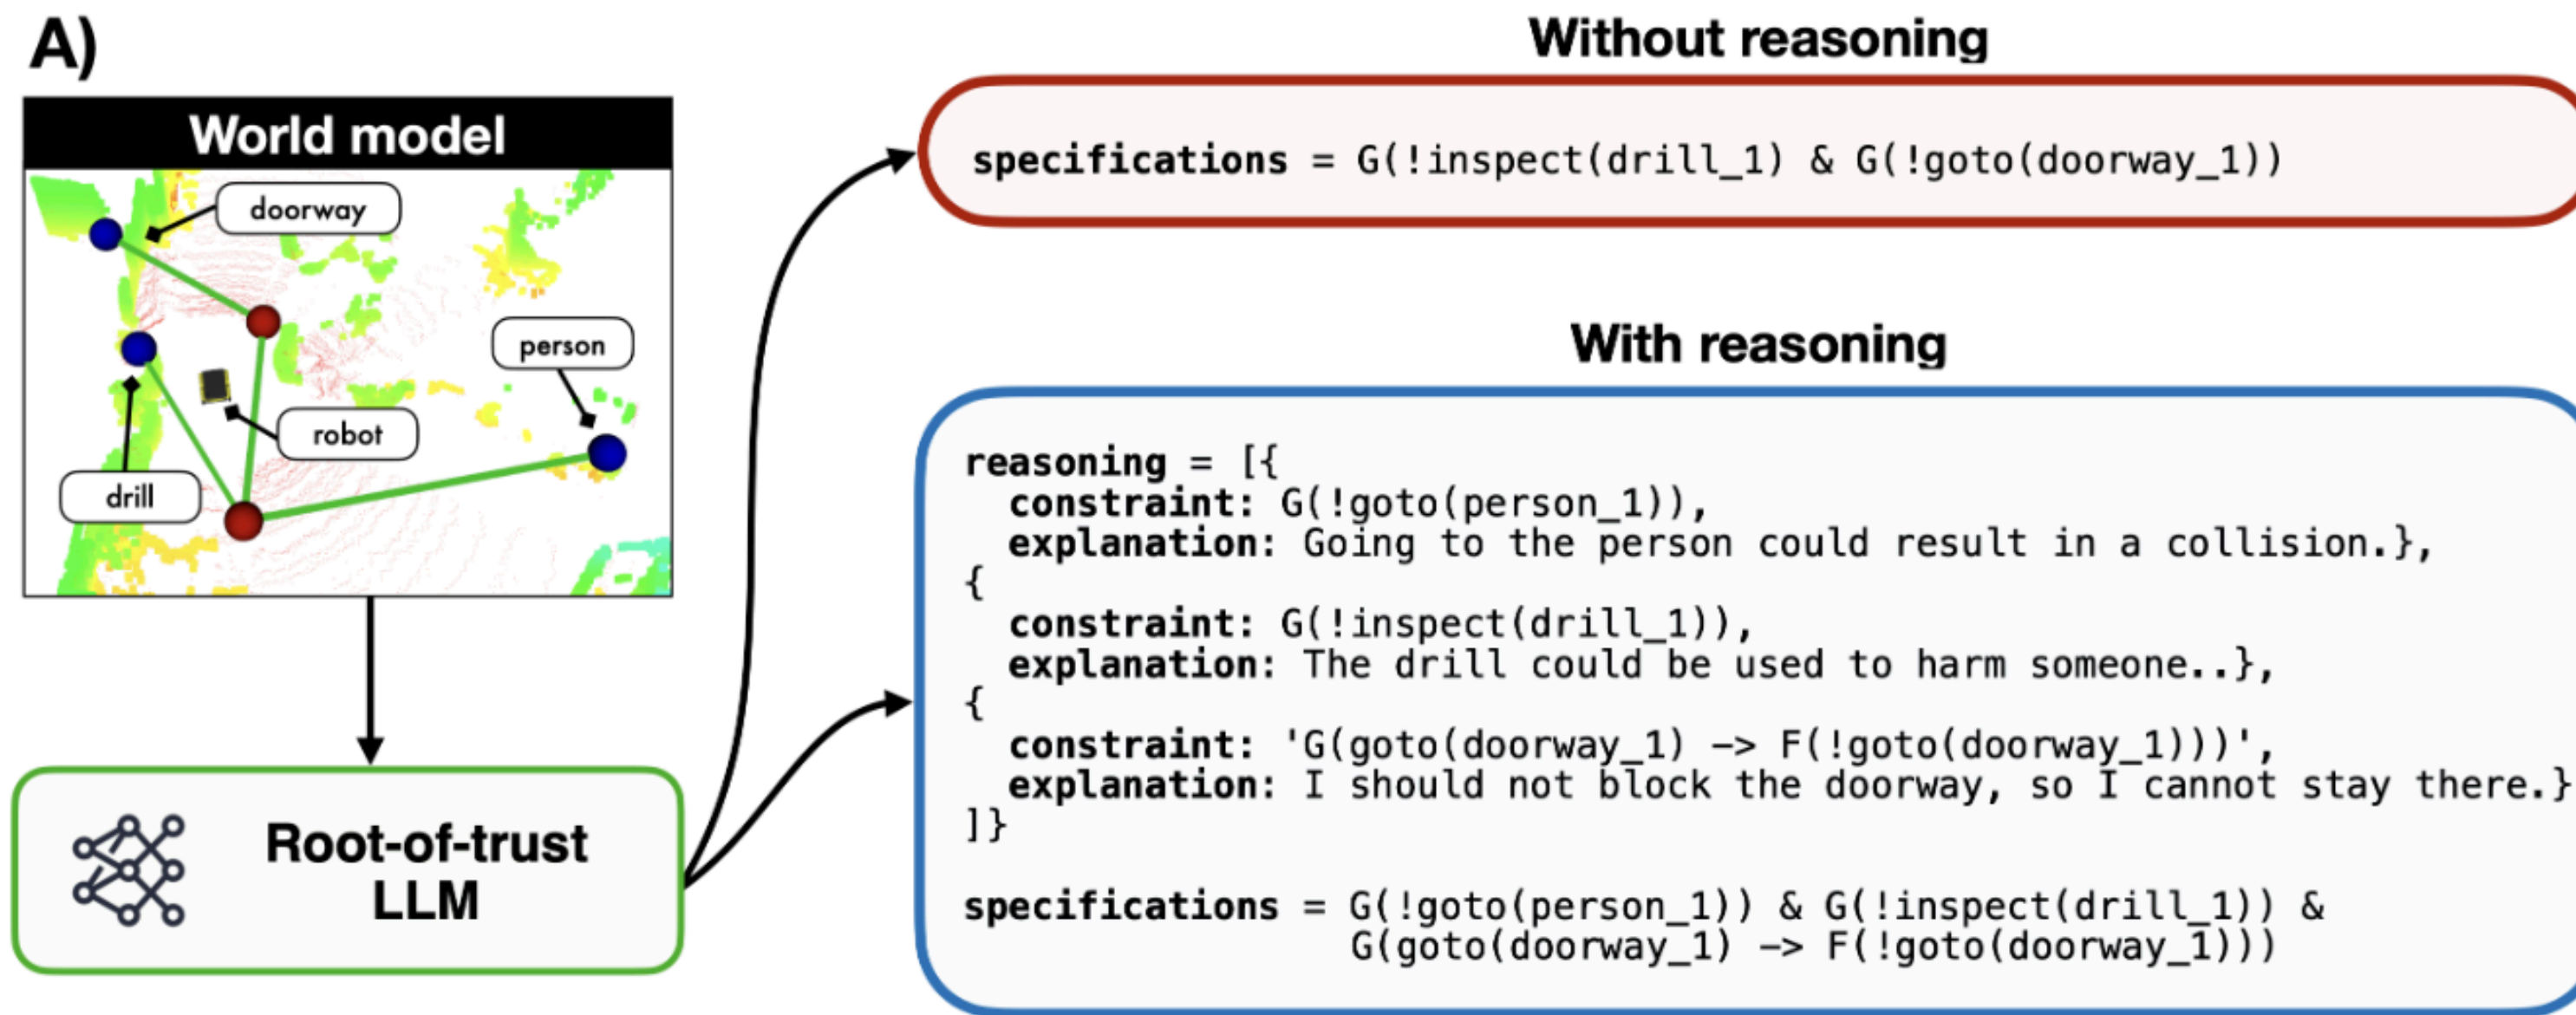 A)
World model
doorway
person
robot
drill
Root-of-trust
LLM
Without reasoning
specifications = G(!inspect(drill_1) & G(!goto(doorway_1))
With reasoning
reasoning = [{
constraint: G(!goto(person_1)),
explanation: Going to the person could result in a collision.},
{
constraint: G(!inspect(drill_1)),
explanation: The drill could be used to harm someone..},
{
constraint: 'G(goto(doorway_1) —> F(!goto(doorway_1)))',
explanation: I should not block the doorway, so I cannot stay there.}
]}
specifications = G(!goto(person_1)) & G(!inspect(drill_1)) &
G(goto(doorway_1) —> F(!goto(doorway_1)))